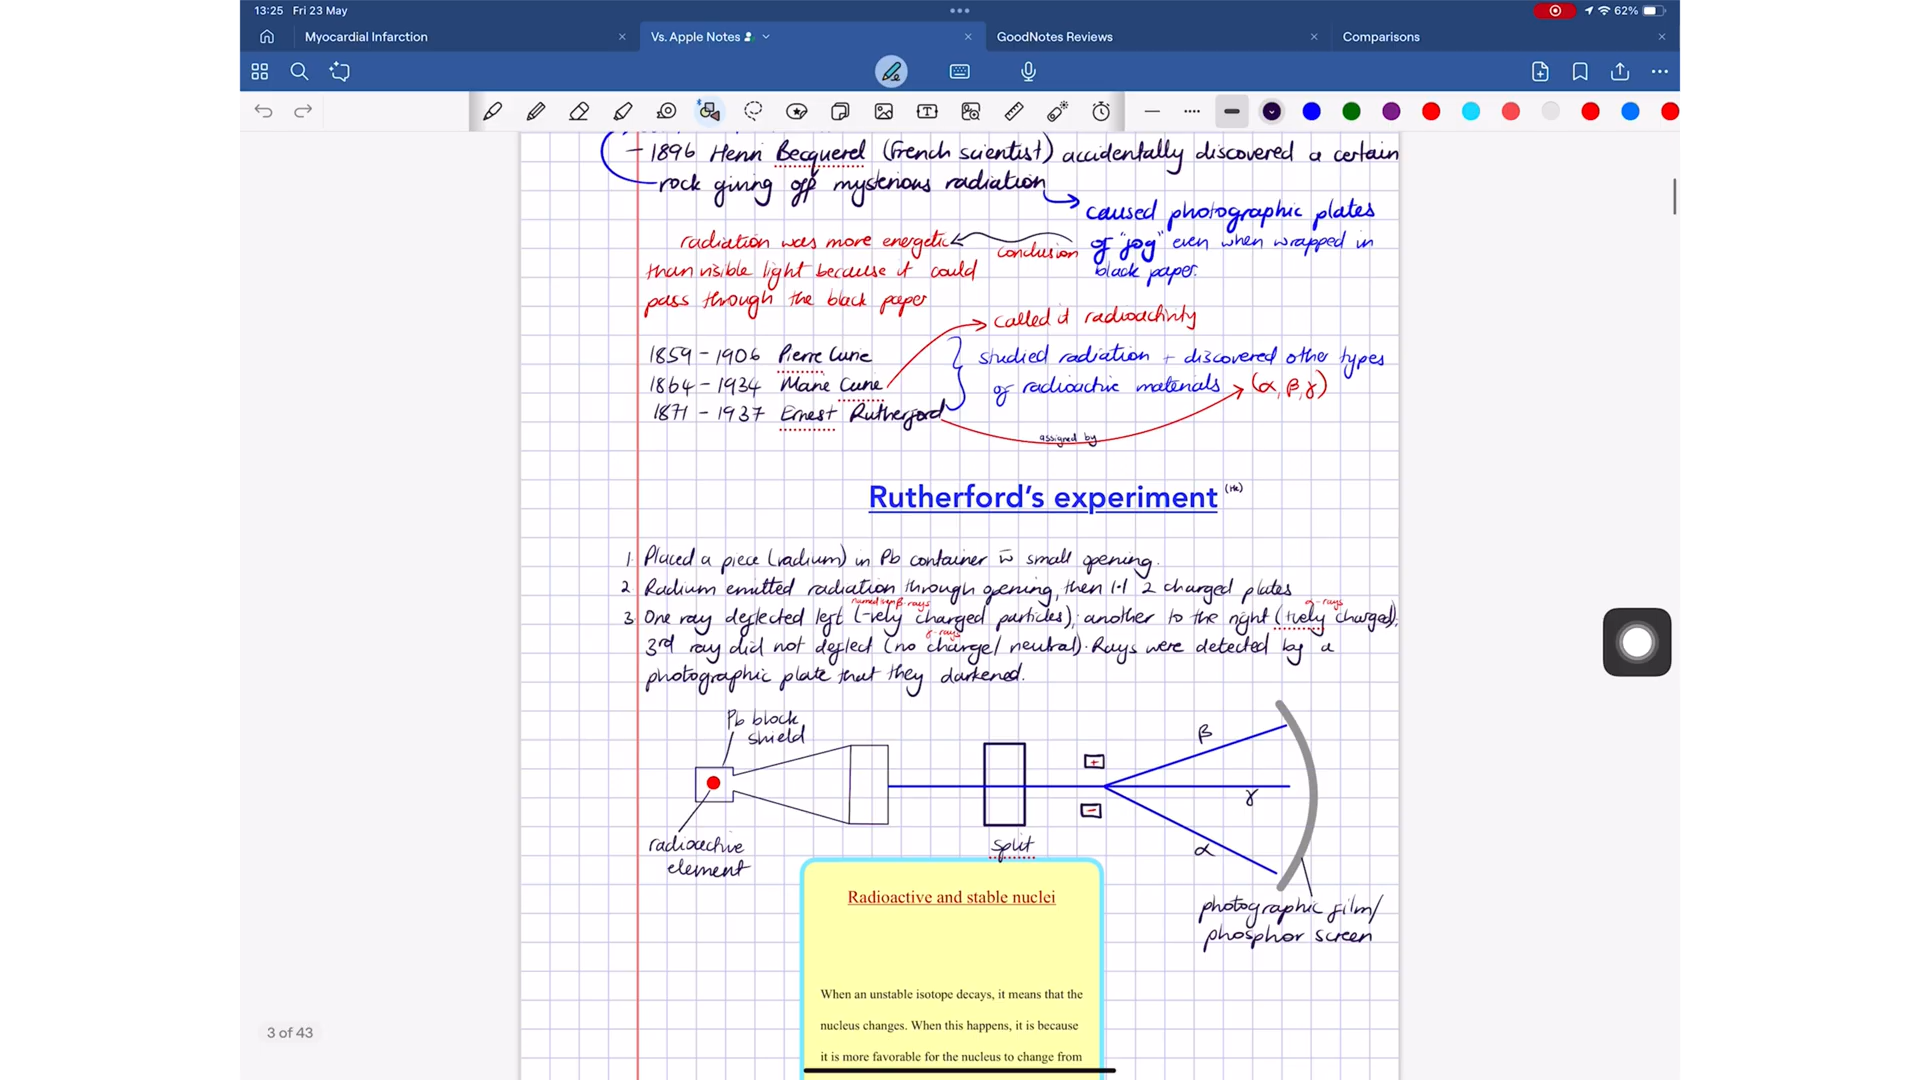 13:25 Fri 23 May
62%
Myocardial Infarction
Vs. Apple Notes
GoodNotes Reviews
Comparisons
– 1896 Henri Becquerel (French scientist) accidentally discovered a certain
rock giving off mysterious radiation
caused photographic plates
of "jog" even when wrapped in
black paper.
conclusion
radiation was more energetic
than visible light because it could
pass through the black paper
called it radioactivity
1859 – 1906 Pierre Curie
1864 – 1934 Marie Curie
1871 – 1937 Ernest Rutherford
studied radiation + discovered other types
of radioactive materials → (α, β, γ)
assigned by
Rutherford's experiment
1. Placed a piece (radium) in Pb container w̄ small opening.
2. Radium emitted radiation through opening, then 1·1 2 charged plates
β-rays
α-rays
3. One ray deflected left (-vely charged particles); another to the right (+vely charged),
γ-rays
3rd ray did not deflect (no charge/ neutral). Rays were detected by a
photographic plate that they darkened.
Pb block
shield
radioactive
element
split
+
-
β
γ
α
photographic film/
phosphor screen
Radioactive and stable nuclei
When an unstable isotope decays, it means that the
nucleus changes. When this happens, it is because
it is more favorable for the nucleus to change from
3 of 43